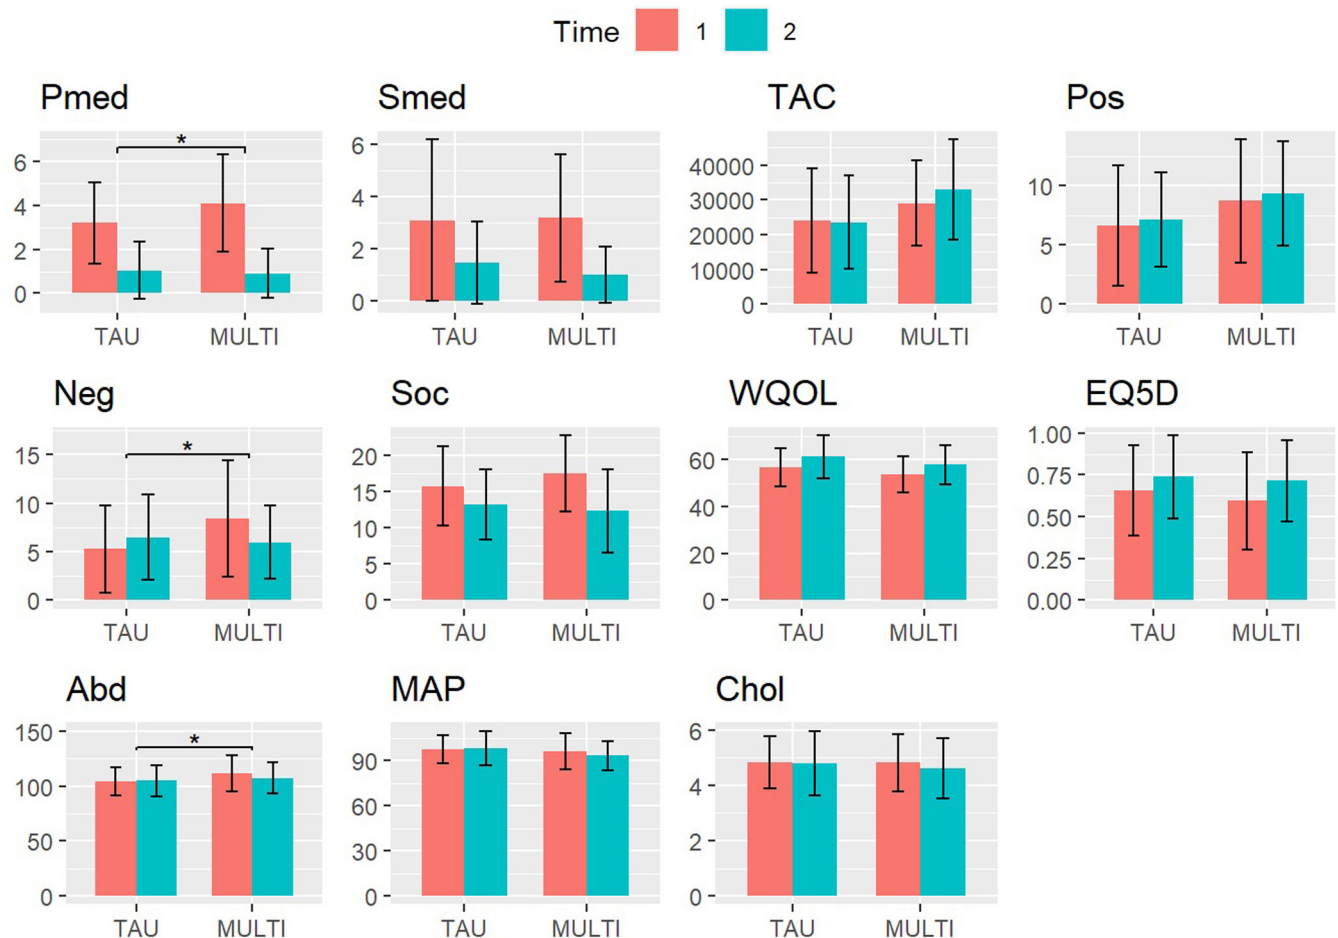 Time 1 2
Pmed
*
6
4
2
0
TAU MULTI
Smed
6
4
2
0
TAU MULTI
TAC
40000
30000
20000
10000
0
TAU MULTI
Pos
10
5
0
TAU MULTI
Neg
*
15
10
5
0
TAU MULTI
Soc
20
15
10
5
0
TAU MULTI
WQOL
60
40
20
0
TAU MULTI
EQ5D
1.00
0.75
0.50
0.25
0.00
TAU MULTI
Abd
150
*
100
50
0
TAU MULTI
MAP
90
60
30
0
TAU MULTI
Chol
6
4
2
0
TAU MULTI